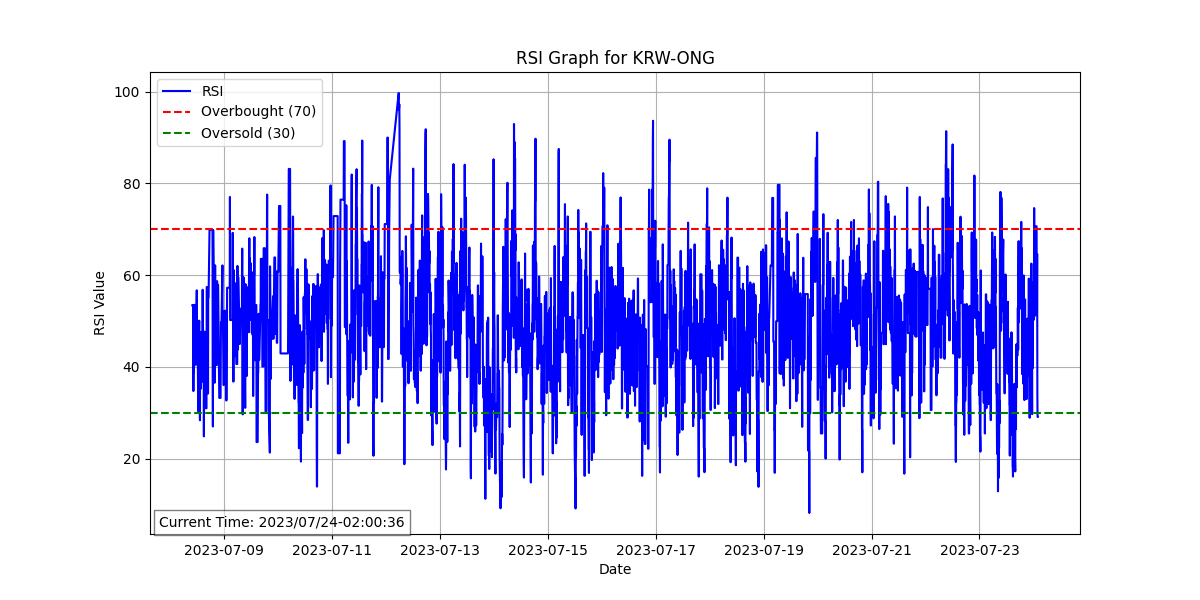 RSI Graph for KRW-ONG
RSI
Overbought (70)
Oversold (30)
100
80
60
40
20
RSI Value
Current Time: 2023/07/24-02:00:36
2023-07-09 2023-07-11 2023-07-13 2023-07-15 2023-07-17 2023-07-19 2023-07-21 2023-07-23
Date